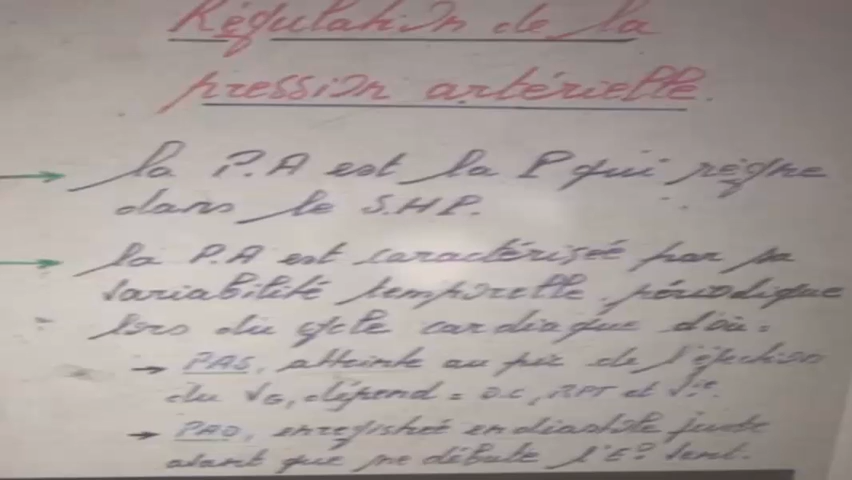 Régulation de la
pression artérielle.
→ la P.A est la P qui règne
dans le S.H.P.
→ la P.A est caractérisée par sa
variabilité temporelle, périodique
lors du cycle cardiaque d'où :
→ PAS, atteinte au pic de l'éjection
du VG, dépend = DC, RPT et
→ PAD, enregistrée en diastole juste
avant que ne débute l'E° vent.